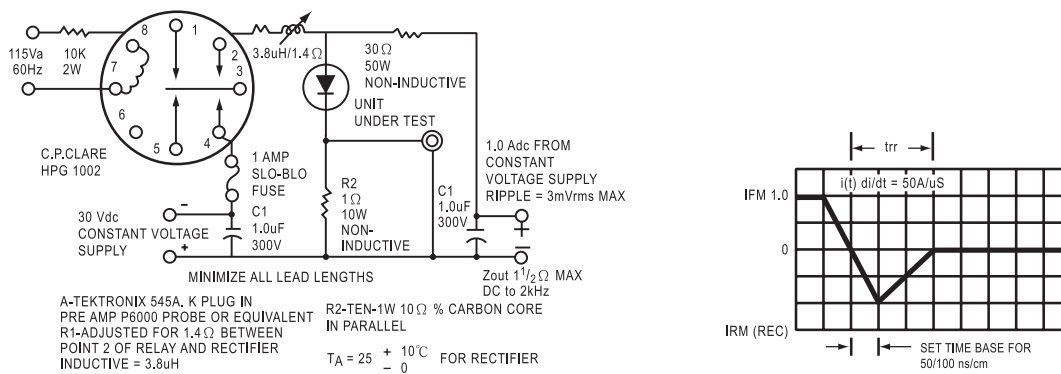 115Va
60Hz
10K
2W
8
1
7
2
3
6
5
4
C.P.CLARE
HPG 1002
3.8uH/1.4 Ω
30 Ω
50W
NON-INDUCTIVE
UNIT
UNDER TEST
1 AMP
SLO-BLO
FUSE
R2
1Ω
10W
NON-
INDUCTIVE
C1
1.0uF
300V
1.0 Adc FROM
CONSTANT
VOLTAGE SUPPLY
RIPPLE = 3mVrms MAX
30 Vdc
CONSTANT VOLTAGE
SUPPLY
−
+
C1
1.0uF
300V
+
−
MINIMIZE ALL LEAD LENGTHS
Zout 1 1/2 Ω MAX
DC to 2kHz
A-TEKTRONIX 545A, K PLUG IN
PRE AMP P6000 PROBE OR EQUIVALENT
R1-ADJUSTED FOR 1.4 Ω BETWEEN
POINT 2 OF RELAY AND RECTIFIER
INDUCTIVE = 3.8uH
R2-TEN-1W 10 Ω % CARBON CORE
IN PARALLEL
TA = 25 + 10℃ − 0 FOR RECTIFIER
trr
IFM 1.0
i(t) di/dt = 50A/uS
0
IRM (REC)
SET TIME BASE FOR
50/100 ns/cm